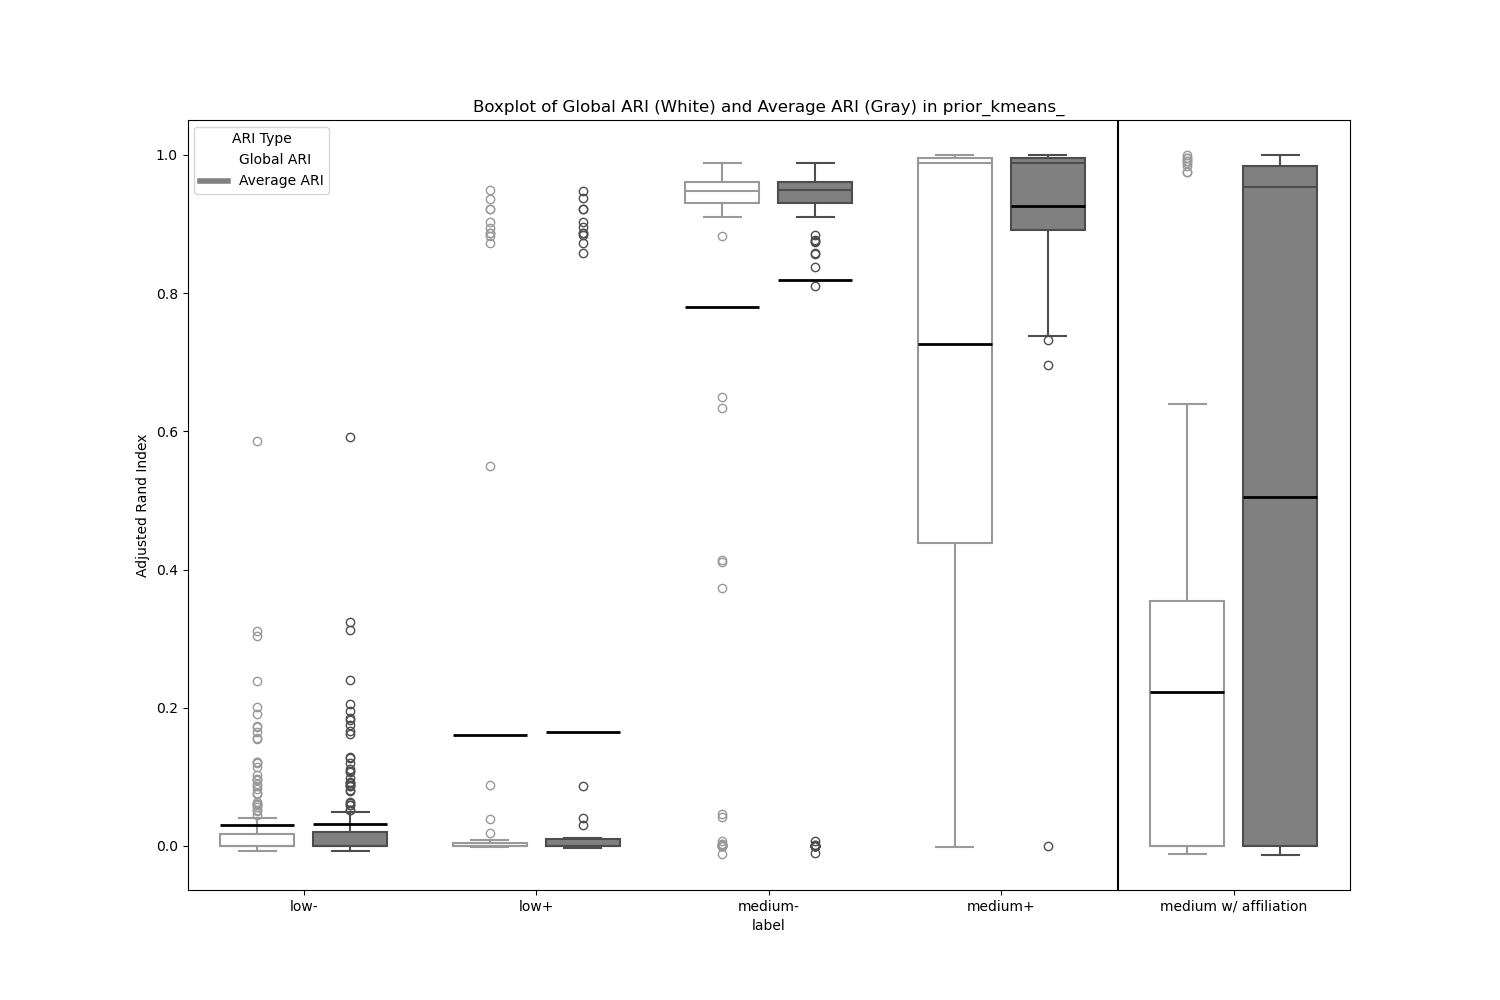 Boxplot of Global ARI (White) and Average ARI (Gray) in prior_kmeans_
ARI Type
Global ARI
Average ARI
1.0
0.8
0.6
0.4
0.2
0.0
Adjusted Rand Index
low-
low+
medium-
medium+
medium w/ affiliation
label